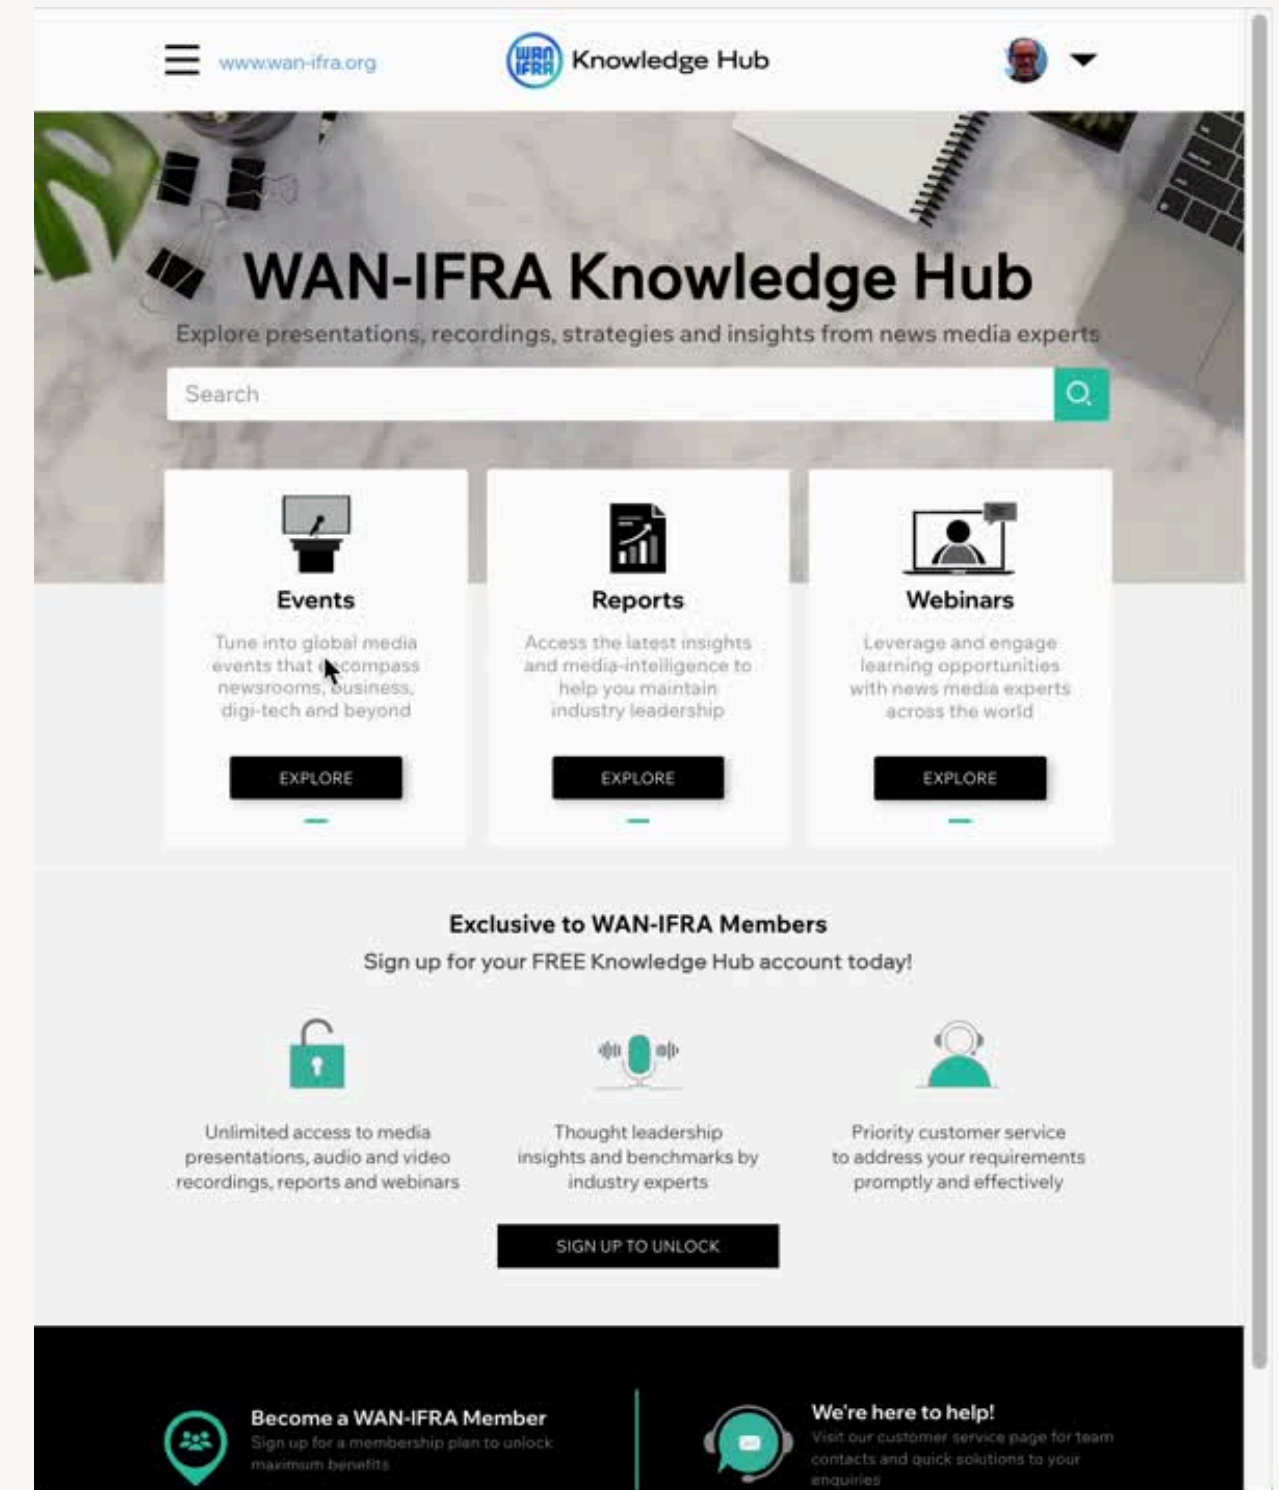 www.wan-ifra.org
WAN
IFRA
Knowledge Hub
WAN-IFRA Knowledge Hub
Explore presentations, recordings, strategies and insights from news media experts
Search
Events
Tune into global media
events that encompass
newsrooms, business,
digi-tech and beyond
EXPLORE
Reports
Access the latest insights
and media-intelligence to
help you maintain
industry leadership
EXPLORE
Webinars
Leverage and engage
learning opportunities
with news media experts
across the world
EXPLORE
Exclusive to WAN-IFRA Members
Sign up for your FREE Knowledge Hub account today!
Unlimited access to media
presentations, audio and video
recordings, reports and webinars
Thought leadership
insights and benchmarks by
industry experts
Priority customer service
to address your requirements
promptly and effectively
SIGN UP TO UNLOCK
Become a WAN-IFRA Member
Sign up for a membership plan to unlock
maximum benefits
We're here to help!
Visit our customer service page for team
contacts and quick solutions to your
enquiries